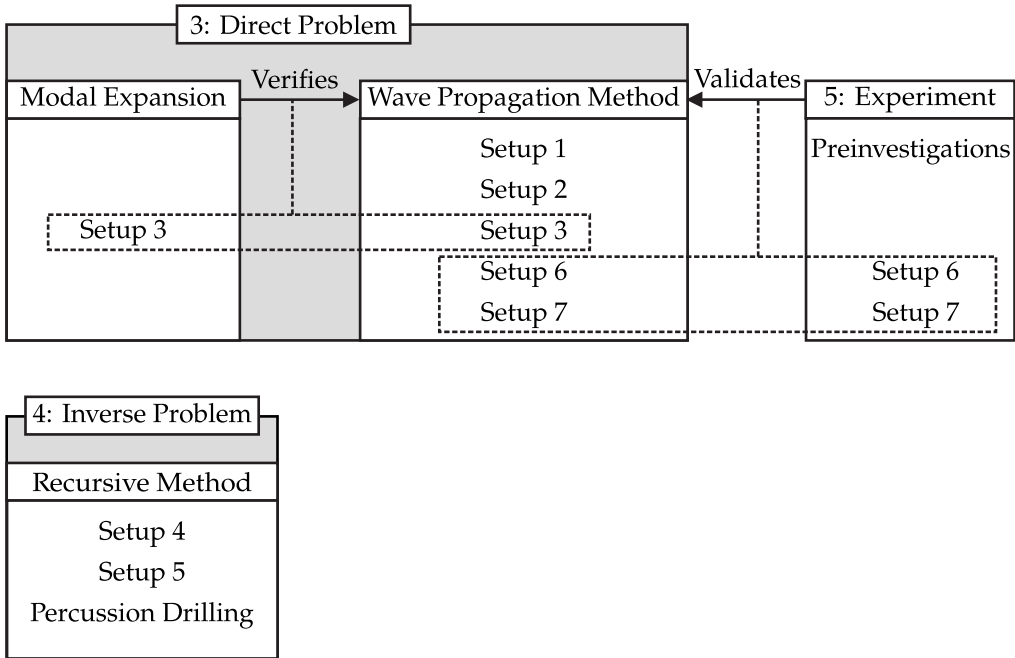 3: Direct Problem
Modal Expansion
Verifies
Wave Propagation Method
Validates
5: Experiment
Setup 1
Preinvestigations
Setup 2
Setup 3
Setup 3
Setup 6
Setup 6
Setup 7
Setup 7
4: Inverse Problem
Recursive Method
Setup 4
Setup 5
Percussion Drilling